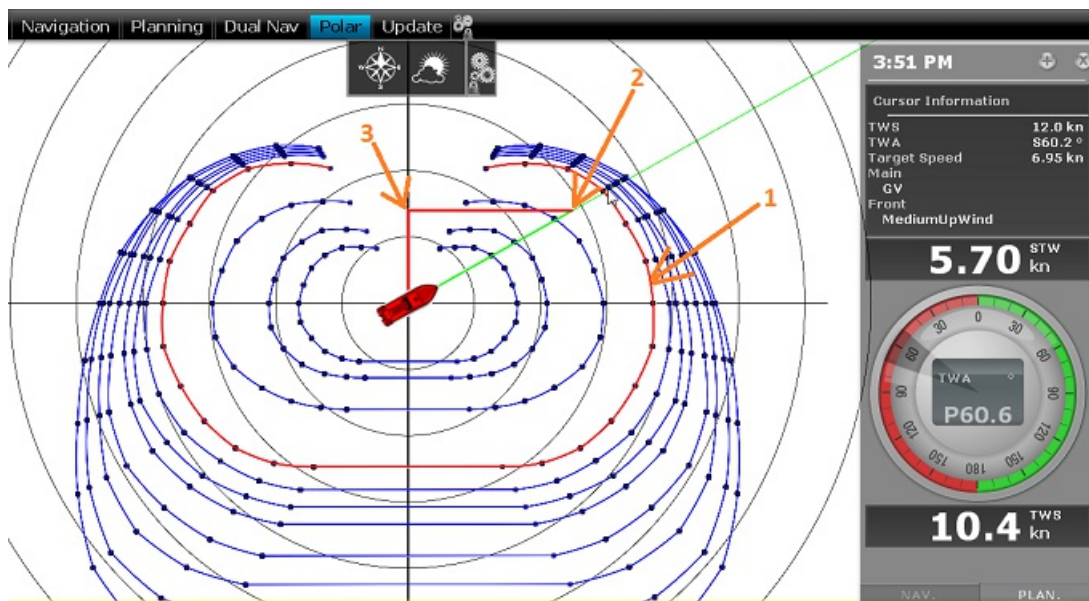 Navigation Planning Dual Nav Polar Update
N
3:51 PM
3 2
Cursor Information
TWS 12.0 kn
TWA S60.2 °
Target Speed 6.95 kn
Main
GV
Front
MediumUpWind
1
5.70 STW kn
0
30 30
60 60
TWA °
90 90
P60.6
120 120
150 150
180
10.4 TWS kn
NAV. PLAN.